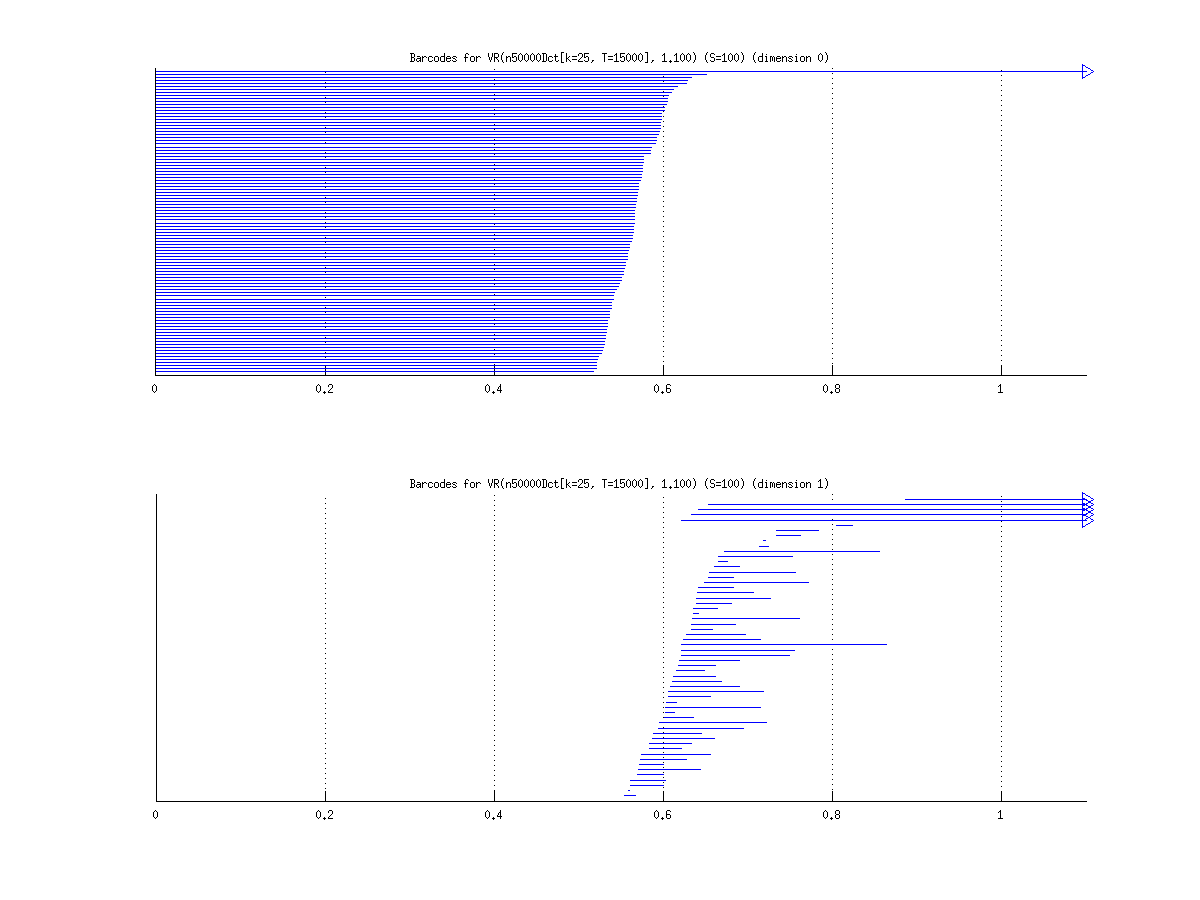 Barcodes for VR(n50000Dct[k=25, T=15000], 1.100) (S=100) (dimension 0)
0 0.2 0.4 0.6 0.8 1
Barcodes for VR(n50000Dct[k=25, T=15000], 1.100) (S=100) (dimension 1)
0 0.2 0.4 0.6 0.8 1